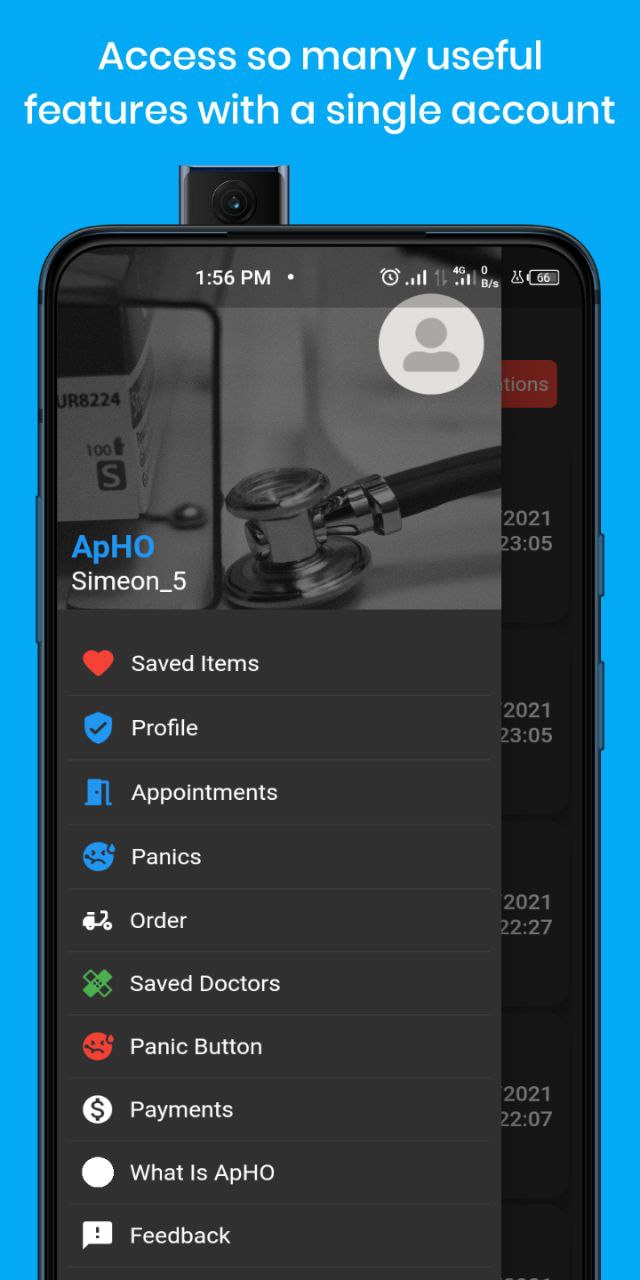 Access so many useful
features with a single account
1:56 PM •
4G
0
B/s
66
UR8224
100
S
tions
ApHO
Simeon_5
2021
23:05
Saved Items
Profile
2021
23:05
Appointments
Panics
2021
22:27
Order
Saved Doctors
Panic Button
Payments
2021
22:07
What Is ApHO
Feedback